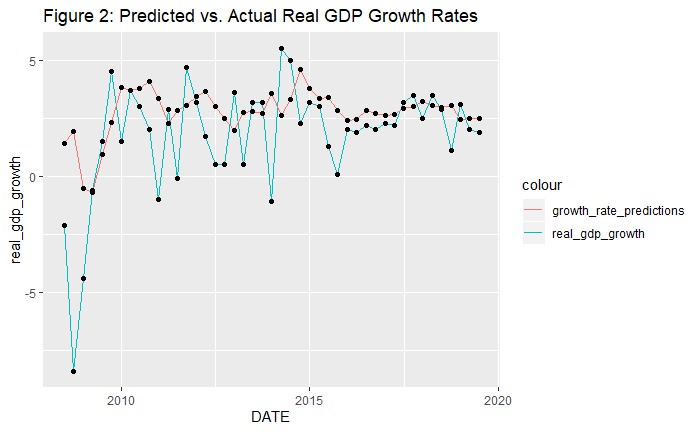 Figure 2: Predicted vs. Actual Real GDP Growth Rates
5
0
-5
real_gdp_growth
2010
2015
2020
DATE
colour
growth_rate_predictions
real_gdp_growth